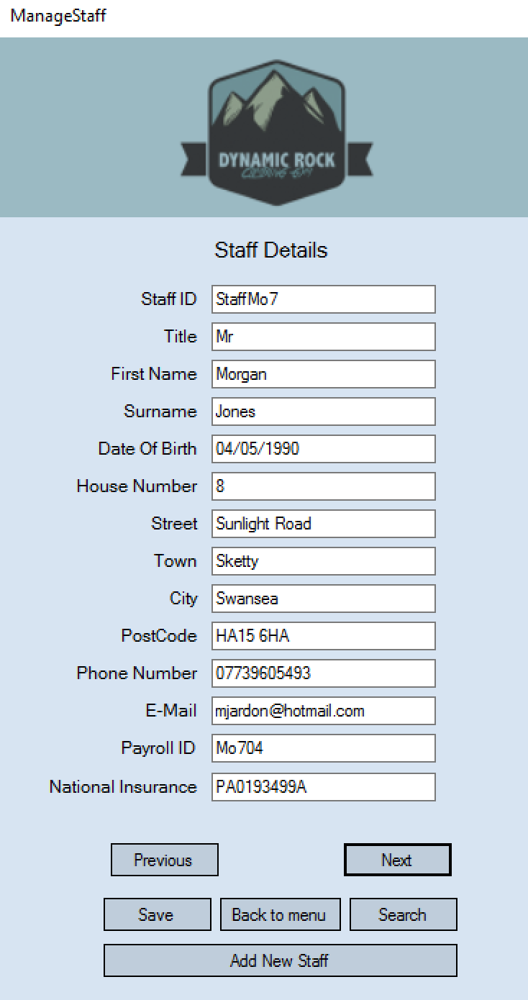 ManageStaff
DYNAMIC ROCK
CLIMBING GYM
Staff Details
Staff ID StaffMo7
Title Mr
First Name Morgan
Surname Jones
Date Of Birth 04/05/1990
House Number 8
Street Sunlight Road
Town Sketty
City Swansea
PostCode HA15 6HA
Phone Number 07739605493
E-Mail mjardon@hotmail.com
Payroll ID Mo704
National Insurance PA0193499A
Previous Next
Save Back to menu Search
Add New Staff